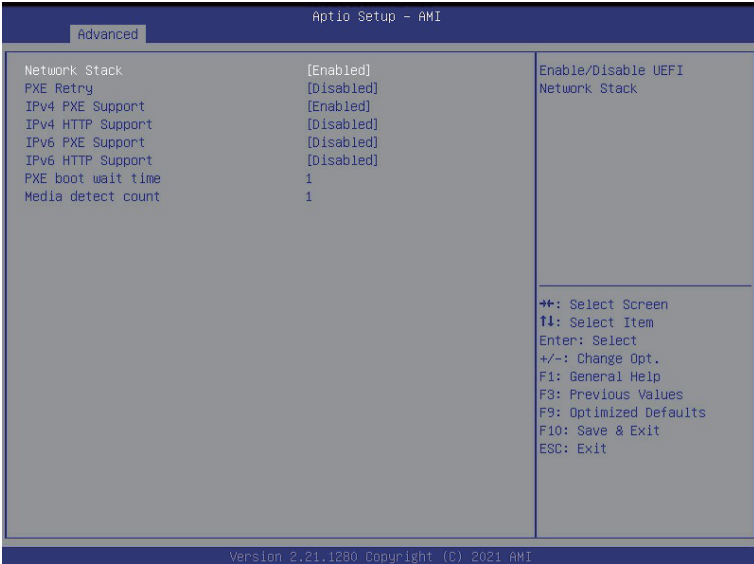 Aptio Setup – AMI
Advanced
Network Stack [Enabled]
PXE Retry [Disabled]
IPv4 PXE Support [Enabled]
IPv4 HTTP Support [Disabled]
IPv6 PXE Support [Disabled]
IPv6 HTTP Support [Disabled]
PXE boot wait time 1
Media detect count 1
Enable/Disable UEFI
Network Stack
→←: Select Screen
↑↓: Select Item
Enter: Select
+/-: Change Opt.
F1: General Help
F3: Previous Values
F9: Optimized Defaults
F10: Save & Exit
ESC: Exit
Version 2.21.1280 Copyright (C) 2021 AMI